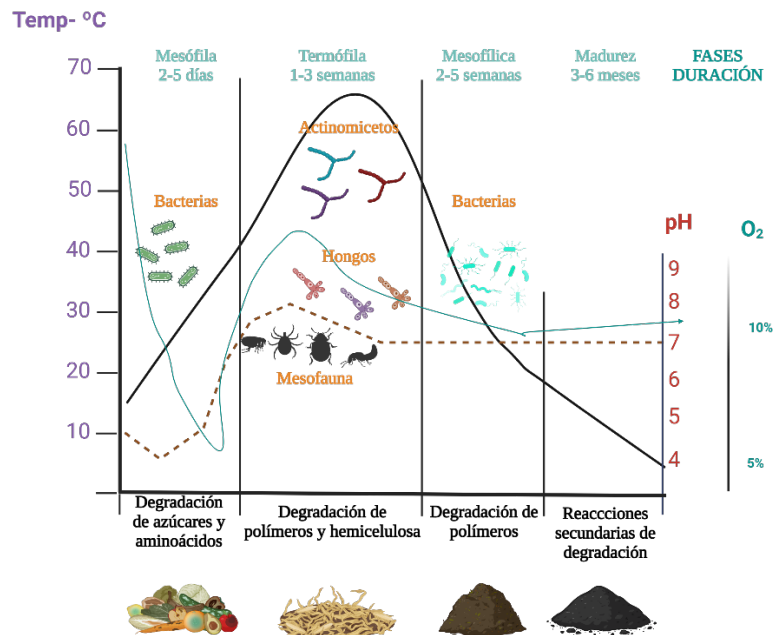 Temp- ºC
Mesófila
2-5 días
Termófila
1-3 semanas
Mesofílica
2-5 semanas
Madurez
3-6 meses
FASES
DURACIÓN
70
60
50
40
30
20
10
Actinomicetos
Bacterias
Bacterias
Hongos
Mesofauna
pH
9
8
7
6
5
4
O₂
10%
5%
Degradación
de azúcares y
aminoácidos
Degradación de
polímeros y hemicelulosa
Degradación de
polímeros
Reaccciones
secundarias de
degradación